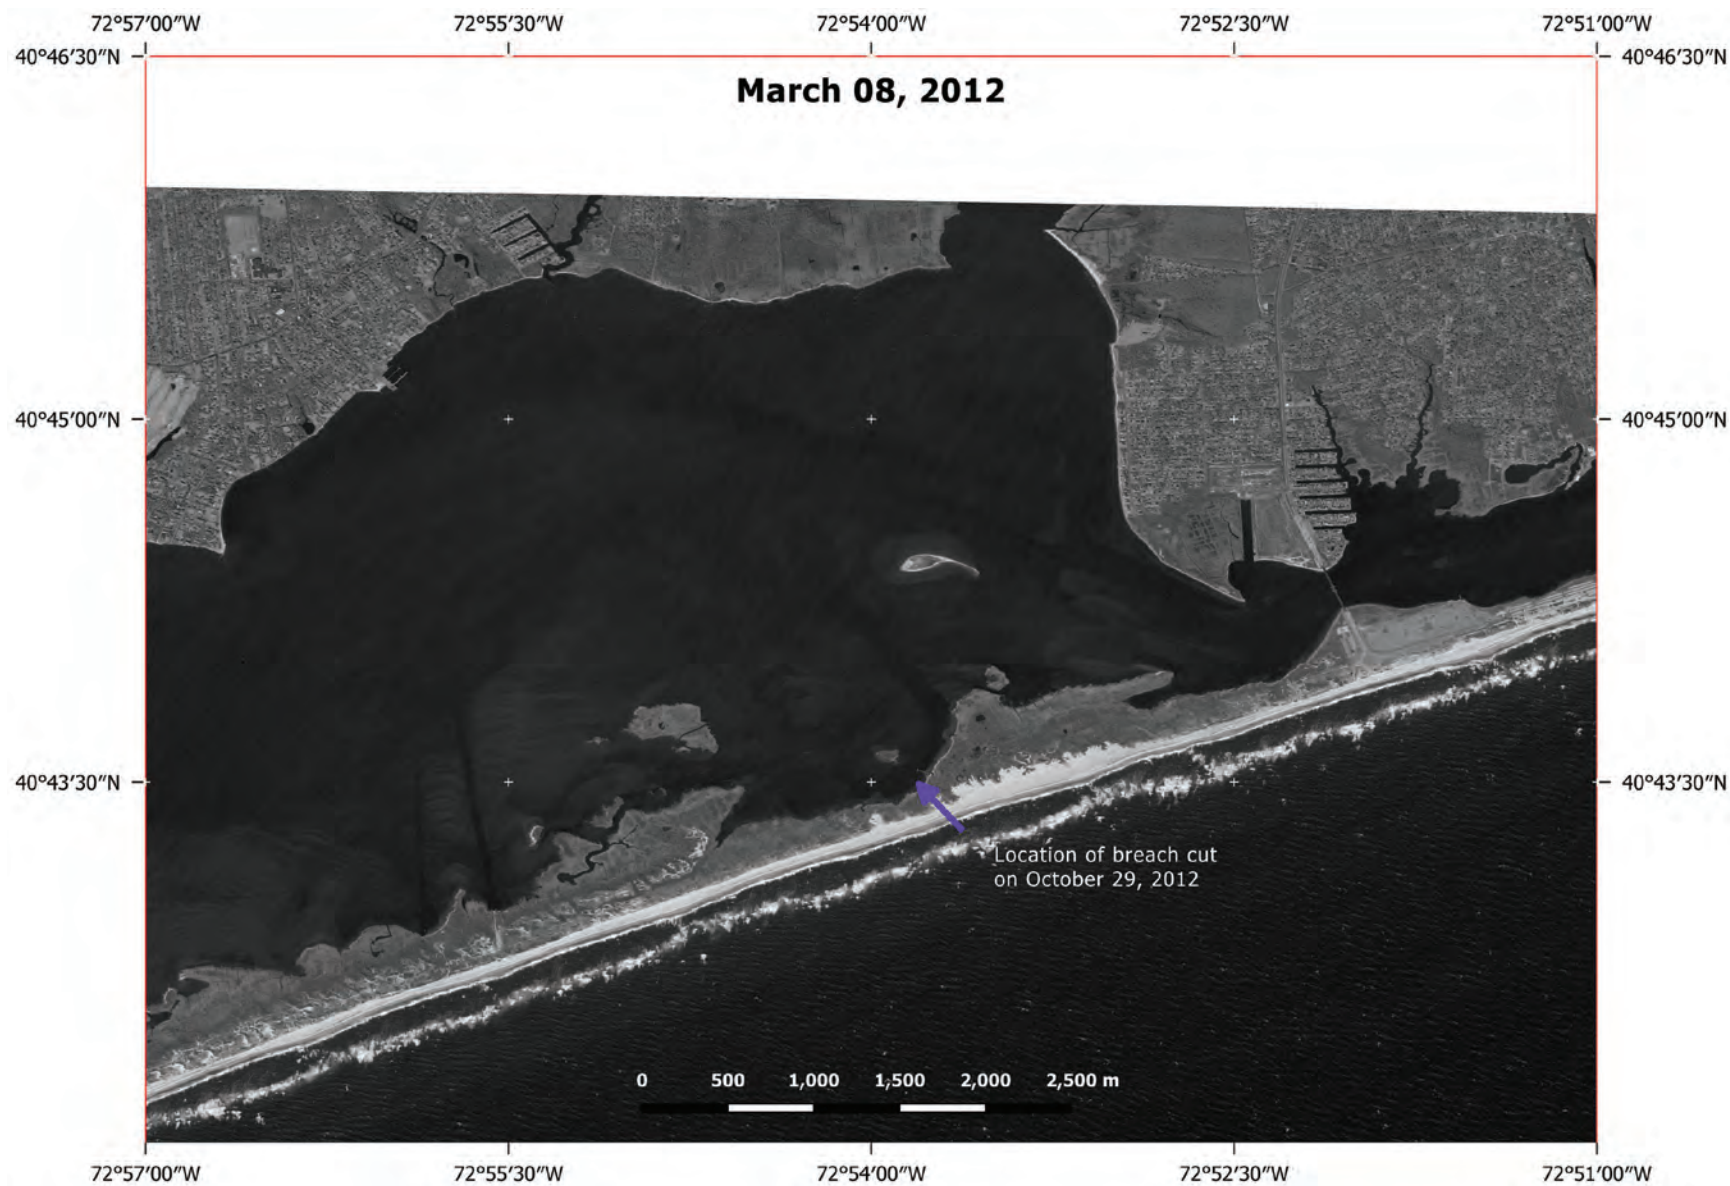 72°57′00″W 72°55′30″W 72°54′00″W 72°52′30″W 72°51′00″W
40°46′30″N 40°46′30″N
March 08, 2012
40°45′00″N 40°45′00″N
40°43′30″N 40°43′30″N
Location of breach cut
on October 29, 2012
0 500 1,000 1,500 2,000 2,500 m
72°57′00″W 72°55′30″W 72°54′00″W 72°52′30″W 72°51′00″W